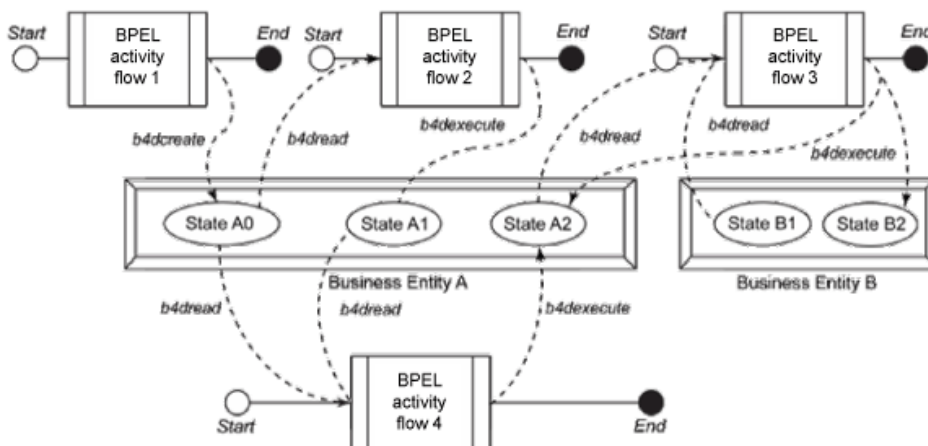 Start
BPEL
activity
flow 1
End
Start
BPEL
activity
flow 2
End
Start
BPEL
activity
flow 3
End
b4dcreate
b4dread
b4dexecute
b4dread
b4dread
b4dexecute
State A0
State A1
State A2
State B1
State B2
Business Entity A
Business Entity B
b4dread
b4dread
b4dexecute
BPEL
activity
flow 4
Start
End